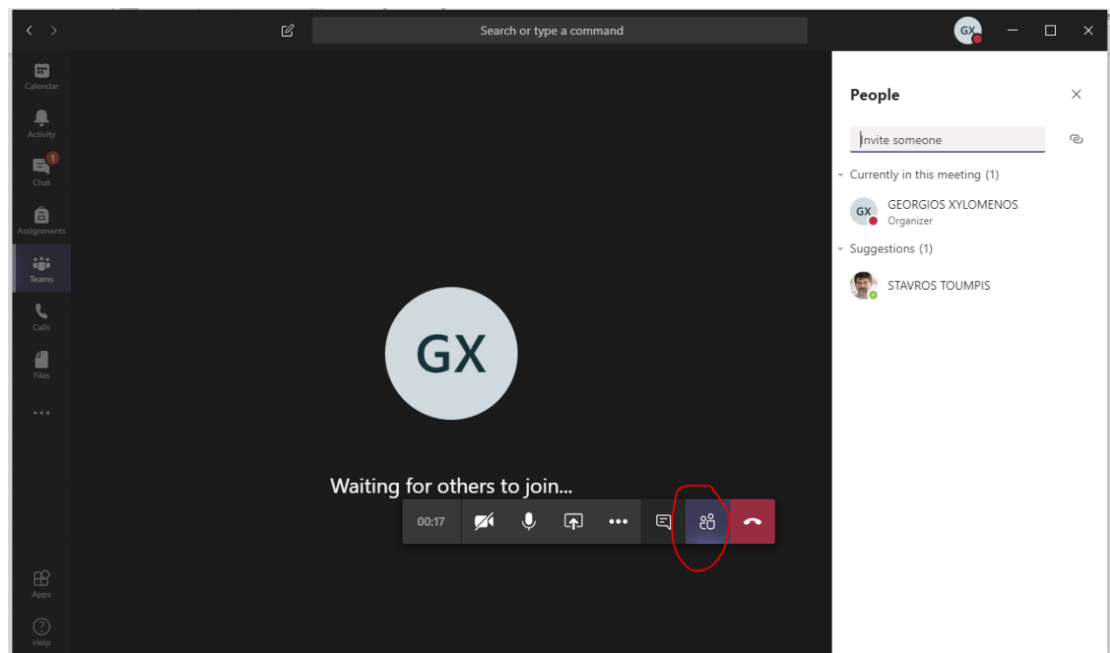 Search or type a command
GX
Calendar
Activity
1
Chat
Assignments
Teams
Calls
Files
Apps
Help
GX
Waiting for others to join...
00:17
People
Invite someone
Currently in this meeting (1)
GX
GEORGIOS XYLOMENOS
Organizer
Suggestions (1)
STAVROS TOUMPIS